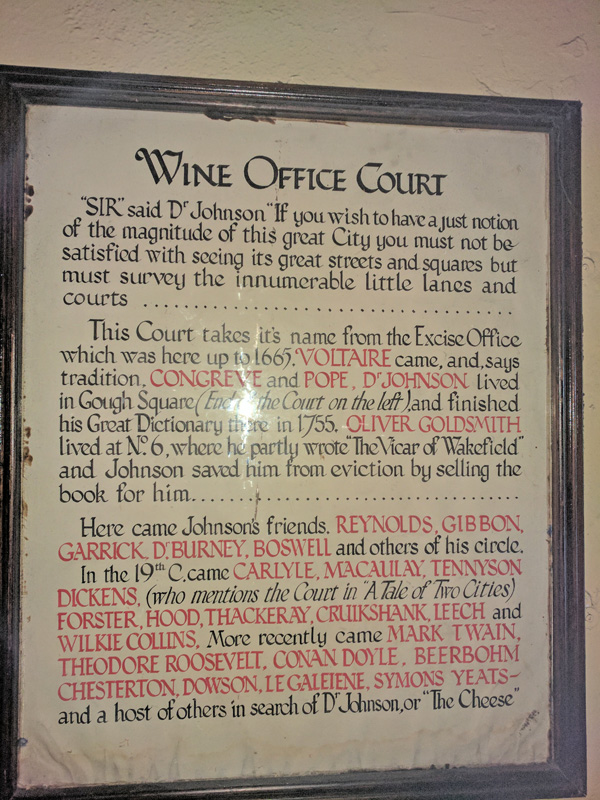 WINE OFFICE COURT
"SIR" said Dr Johnson "If you wish to have a just notion
of the magnitude of this great City you must not be
satisfied with seeing its great streets and squares but
must survey the innumerable little lanes and
courts ......................................
This Court takes it's name from the Excise Office
which was here up to 1665. VOLTAIRE came, and, says
tradition, CONGREVE and POPE, Dr JOHNSON lived
in Gough Square (End of the Court on the left), and finished
his Great Dictionary there in 1755. OLIVER GOLDSMITH
lived at No. 6, where he partly wrote "The Vicar of Wakefield"
and Johnson saved him from eviction by selling the
book for him..................................
Here came Johnson's friends. REYNOLDS, GIBBON,
GARRICK, Dr. BURNEY, BOSWELL and others of his circle.
In the 19th C. came CARLYLE, MACAULAY, TENNYSON
DICKENS, (who mentions the Court in "A Tale of Two Cities)
FORSTER, HOOD, THACKERAY, CRUIKSHANK, LEECH and
WILKIE COLLINS, More recently came MARK TWAIN,
THEODORE ROOSEVELT, CONAN DOYLE, BEERBOHM
CHESTERTON, DOWSON, LE GALEIENE, SYMONS YEATS-
and a host of others in search of Dr Johnson, or "The Cheese"